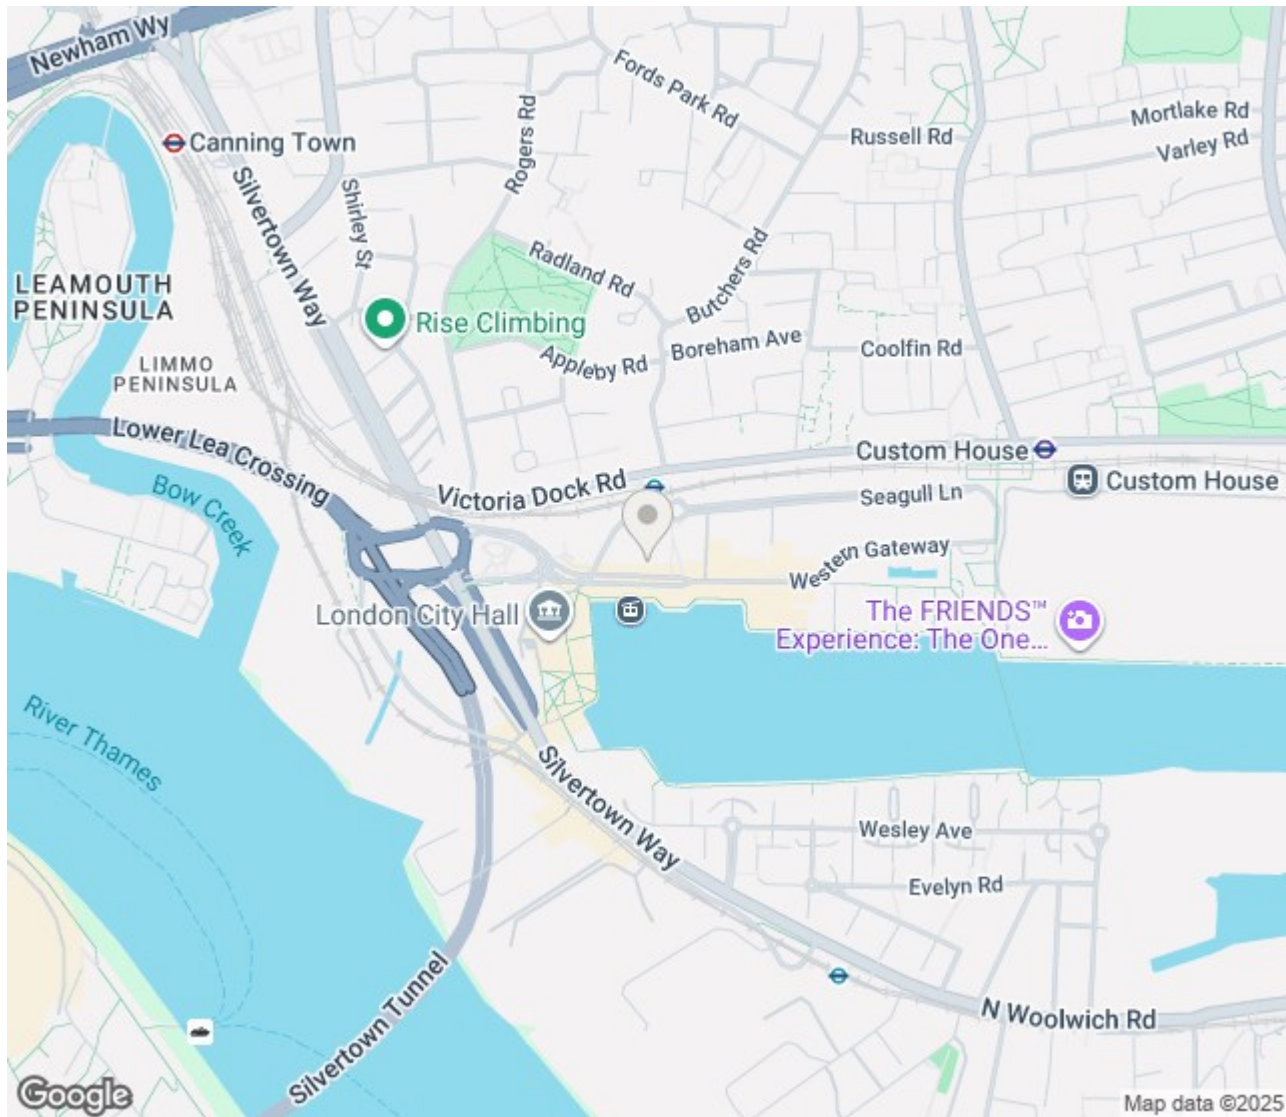 Newham Wy
Fords Park Rd
Mortlake Rd
Rogers Rd
Russell Rd
Varley Rd
Canning Town
Silvertown Way
Shirley St
Radland Rd
Butchers Rd
LEAMOUTH
PENINSULA
Rise Climbing
Appleby Rd
Boreham Ave
Coolfin Rd
LIMMO
PENINSULA
Lower Lea Crossing
Custom House
Victoria Dock Rd
Seagull Ln
Custom House
Bow Creek
Western Gateway
London City Hall
The FRIENDS™
Experience: The One...
River Thames
Silvertown Way
Wesley Ave
Evelyn Rd
Silvertown Tunnel
N Woolwich Rd
Google
Map data ©2025